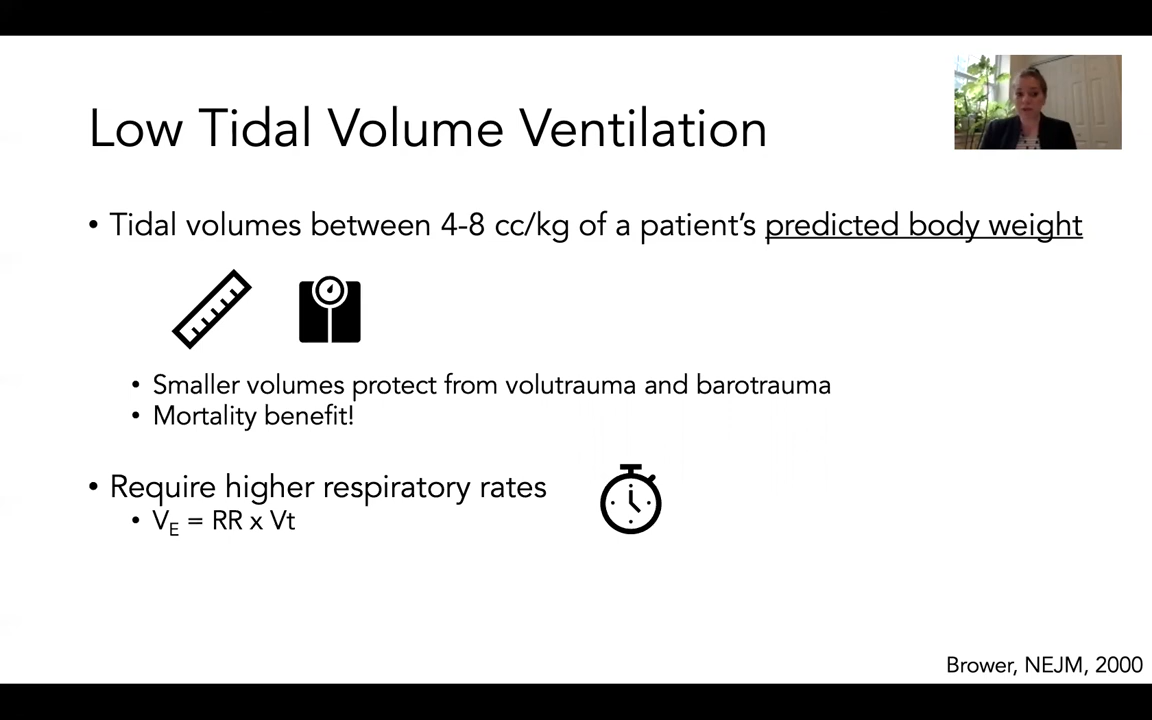 Low Tidal Volume Ventilation
• Tidal volumes between 4-8 cc/kg of a patient’s predicted body weight
• Smaller volumes protect from volutrauma and barotrauma
• Mortality benefit!
• Require higher respiratory rates
• VE = RR x Vt
Brower, NEJM, 2000